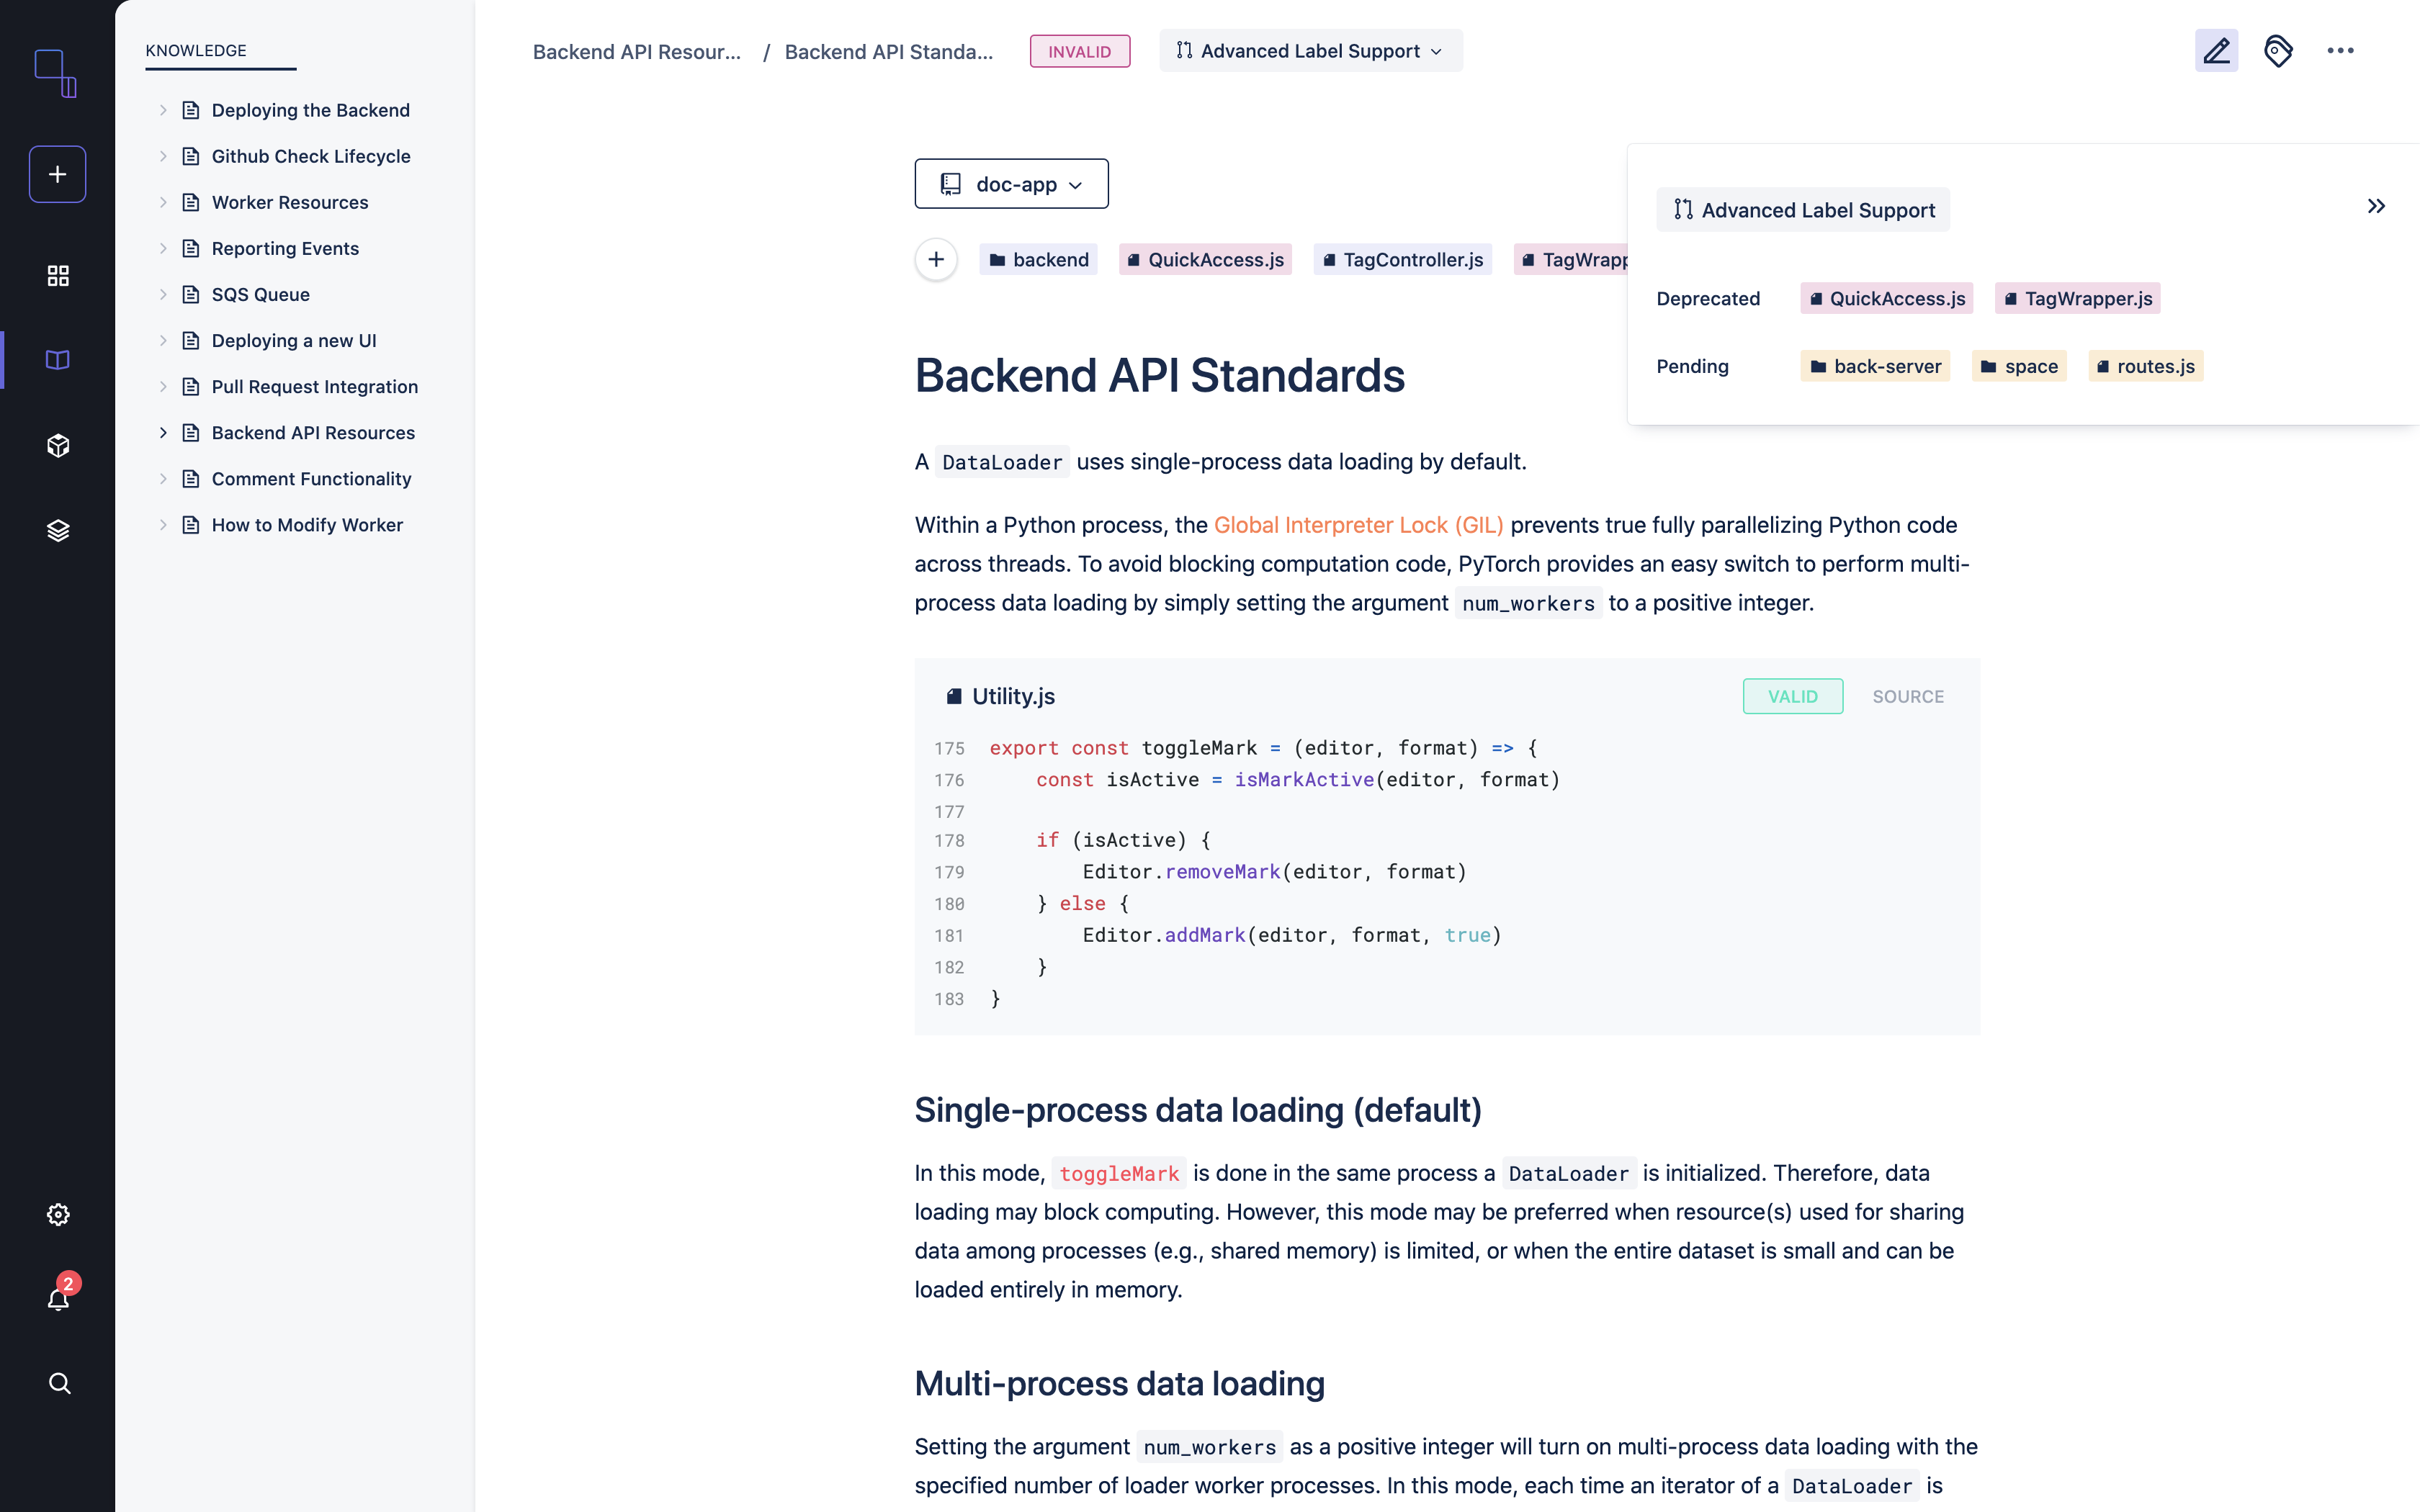 KNOWLEDGE
Deploying the Backend
Github Check Lifecycle
Worker Resources
Reporting Events
SQS Queue
Deploying a new UI
Pull Request Integration
Backend API Resources
Comment Functionality
How to Modify Worker
2
Backend API Resour... / Backend API Standa...
INVALID
Advanced Label Support
doc-app
backend
QuickAccess.js
TagController.js
TagWrapp
Advanced Label Support
Deprecated QuickAccess.js TagWrapper.js
Pending back-server space routes.js
Backend API Standards
A DataLoader uses single-process data loading by default.
Within a Python process, the Global Interpreter Lock (GIL) prevents true fully parallelizing Python code
across threads. To avoid blocking computation code, PyTorch provides an easy switch to perform multi-
process data loading by simply setting the argument num_workers to a positive integer.
Utility.js
VALID
SOURCE
175 export const toggleMark = (editor, format) => {
176     const isActive = isMarkActive(editor, format)
177
178     if (isActive) {
179         Editor.removeMark(editor, format)
180     } else {
181         Editor.addMark(editor, format, true)
182     }
183 }
Single-process data loading (default)
In this mode, toggleMark is done in the same process a DataLoader is initialized. Therefore, data
loading may block computing. However, this mode may be preferred when resource(s) used for sharing
data among processes (e.g., shared memory) is limited, or when the entire dataset is small and can be
loaded entirely in memory.
Multi-process data loading
Setting the argument num_workers as a positive integer will turn on multi-process data loading with the
specified number of loader worker processes. In this mode, each time an iterator of a DataLoader is